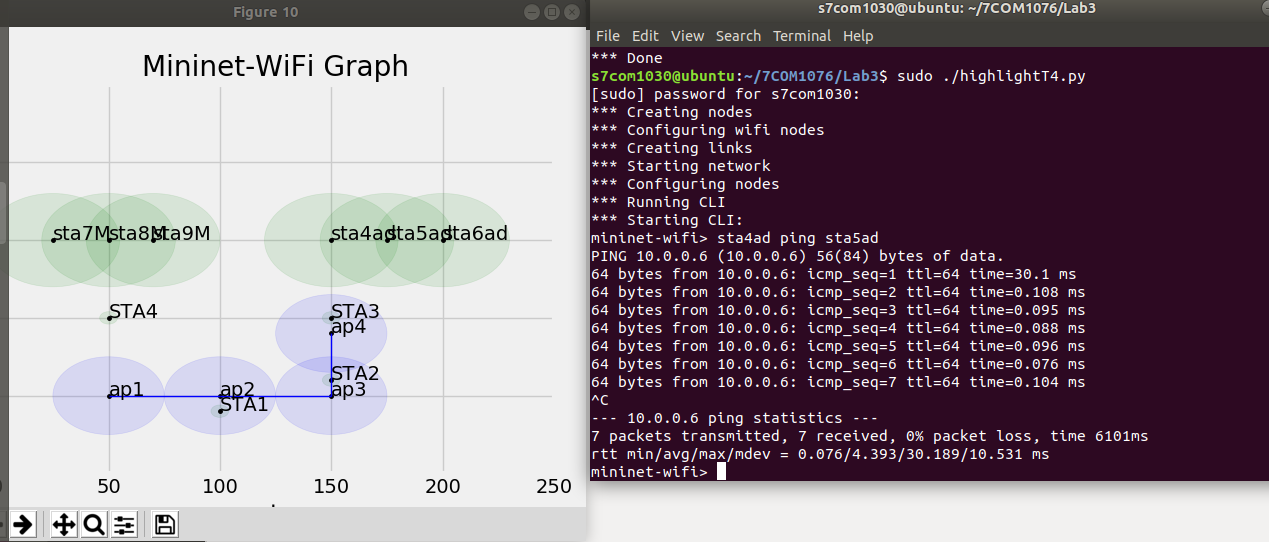 Figure 10
Mininet-WiFi Graph
sta7M sta8M sta9M sta4ad sta5ad sta6ad
STA4
STA3
ap4
STA2
ap1 ap2 ap3
STA1
50 100 150 200 250
s7com1030@ubuntu: ~/7COM1076/Lab3
File Edit View Search Terminal Help
*** Done
s7com1030@ubuntu:~/7COM1076/Lab3$ sudo ./highlightT4.py
[sudo] password for s7com1030:
*** Creating nodes
*** Configuring wifi nodes
*** Creating links
*** Starting network
*** Configuring nodes
*** Running CLI
*** Starting CLI:
mininet-wifi> sta4ad ping sta5ad
PING 10.0.0.6 (10.0.0.6) 56(84) bytes of data.
64 bytes from 10.0.0.6: icmp_seq=1 ttl=64 time=30.1 ms
64 bytes from 10.0.0.6: icmp_seq=2 ttl=64 time=0.108 ms
64 bytes from 10.0.0.6: icmp_seq=3 ttl=64 time=0.095 ms
64 bytes from 10.0.0.6: icmp_seq=4 ttl=64 time=0.088 ms
64 bytes from 10.0.0.6: icmp_seq=5 ttl=64 time=0.096 ms
64 bytes from 10.0.0.6: icmp_seq=6 ttl=64 time=0.076 ms
64 bytes from 10.0.0.6: icmp_seq=7 ttl=64 time=0.104 ms
^C
--- 10.0.0.6 ping statistics ---
7 packets transmitted, 7 received, 0% packet loss, time 6101ms
rtt min/avg/max/mdev = 0.076/4.393/30.189/10.531 ms
mininet-wifi>